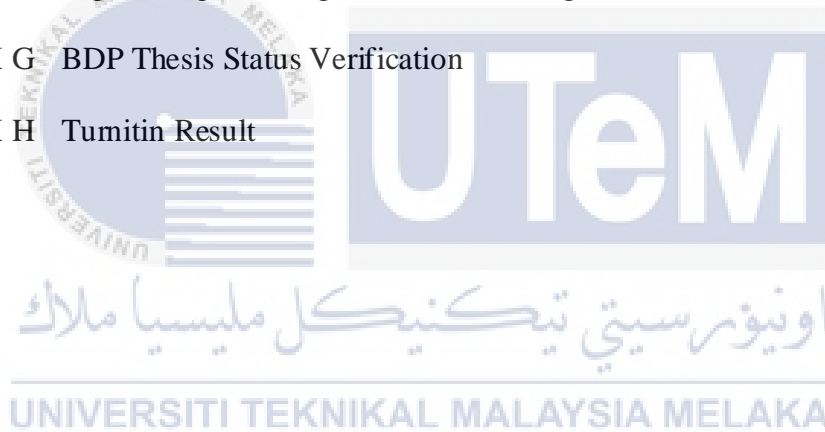 G BDP Thesis Status Verification
H Turnitin Result
UTeM
اونيۏرسيتي تيكنيكل مليسيا ملاك
UNIVERSITI TEKNIKAL MALAYSIA MELAKA